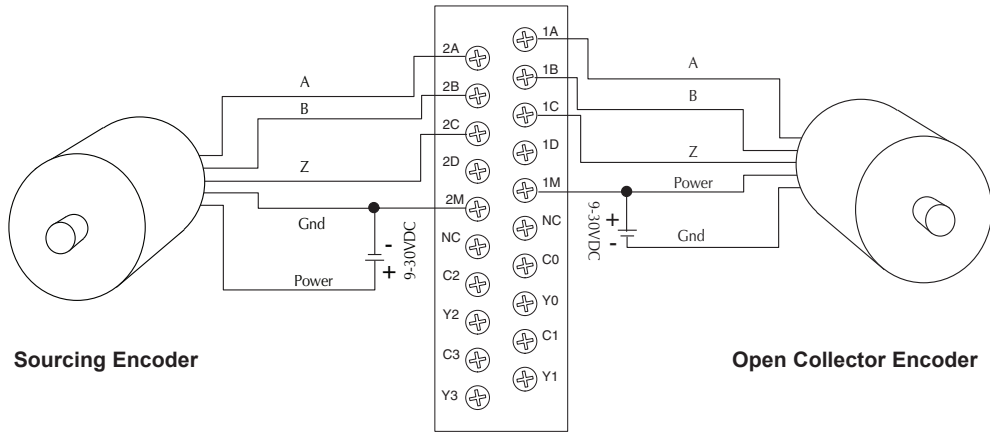 1A
2A
A
A
1B
2B
B
B
1C
2C
Z
Z
1D
2D
1M
Power
2M
Gnd
9-30VDC
+
-
NC
Gnd
-
+
9-30VDC
NC
C0
C2
Power
Y0
Y2
C1
C3
Y1
Y3
Sourcing Encoder
Open Collector Encoder